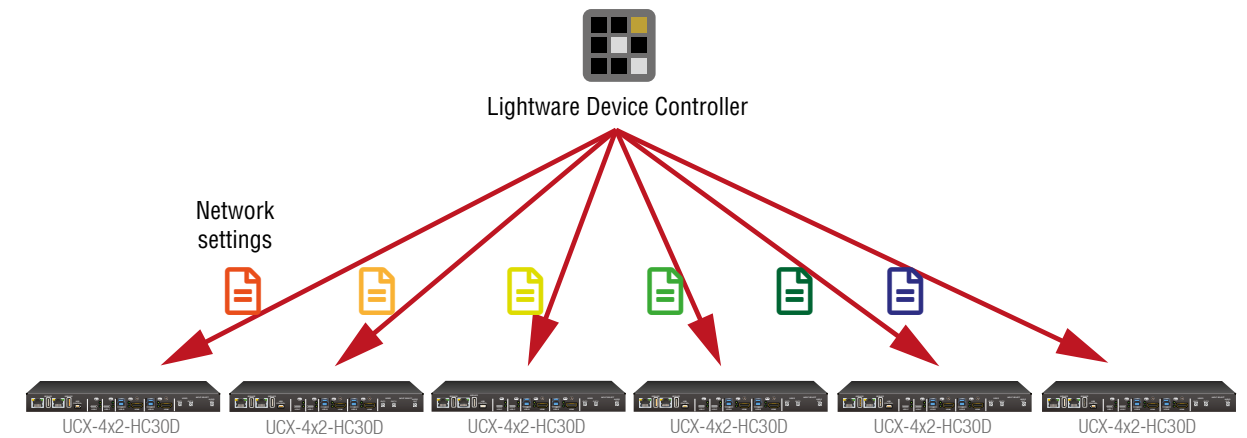 Lightware Device Controller
Network
settings
UCX-4x2-HC30D
UCX-4x2-HC30D
UCX-4x2-HC30D
UCX-4x2-HC30D
UCX-4x2-HC30D
UCX-4x2-HC30D